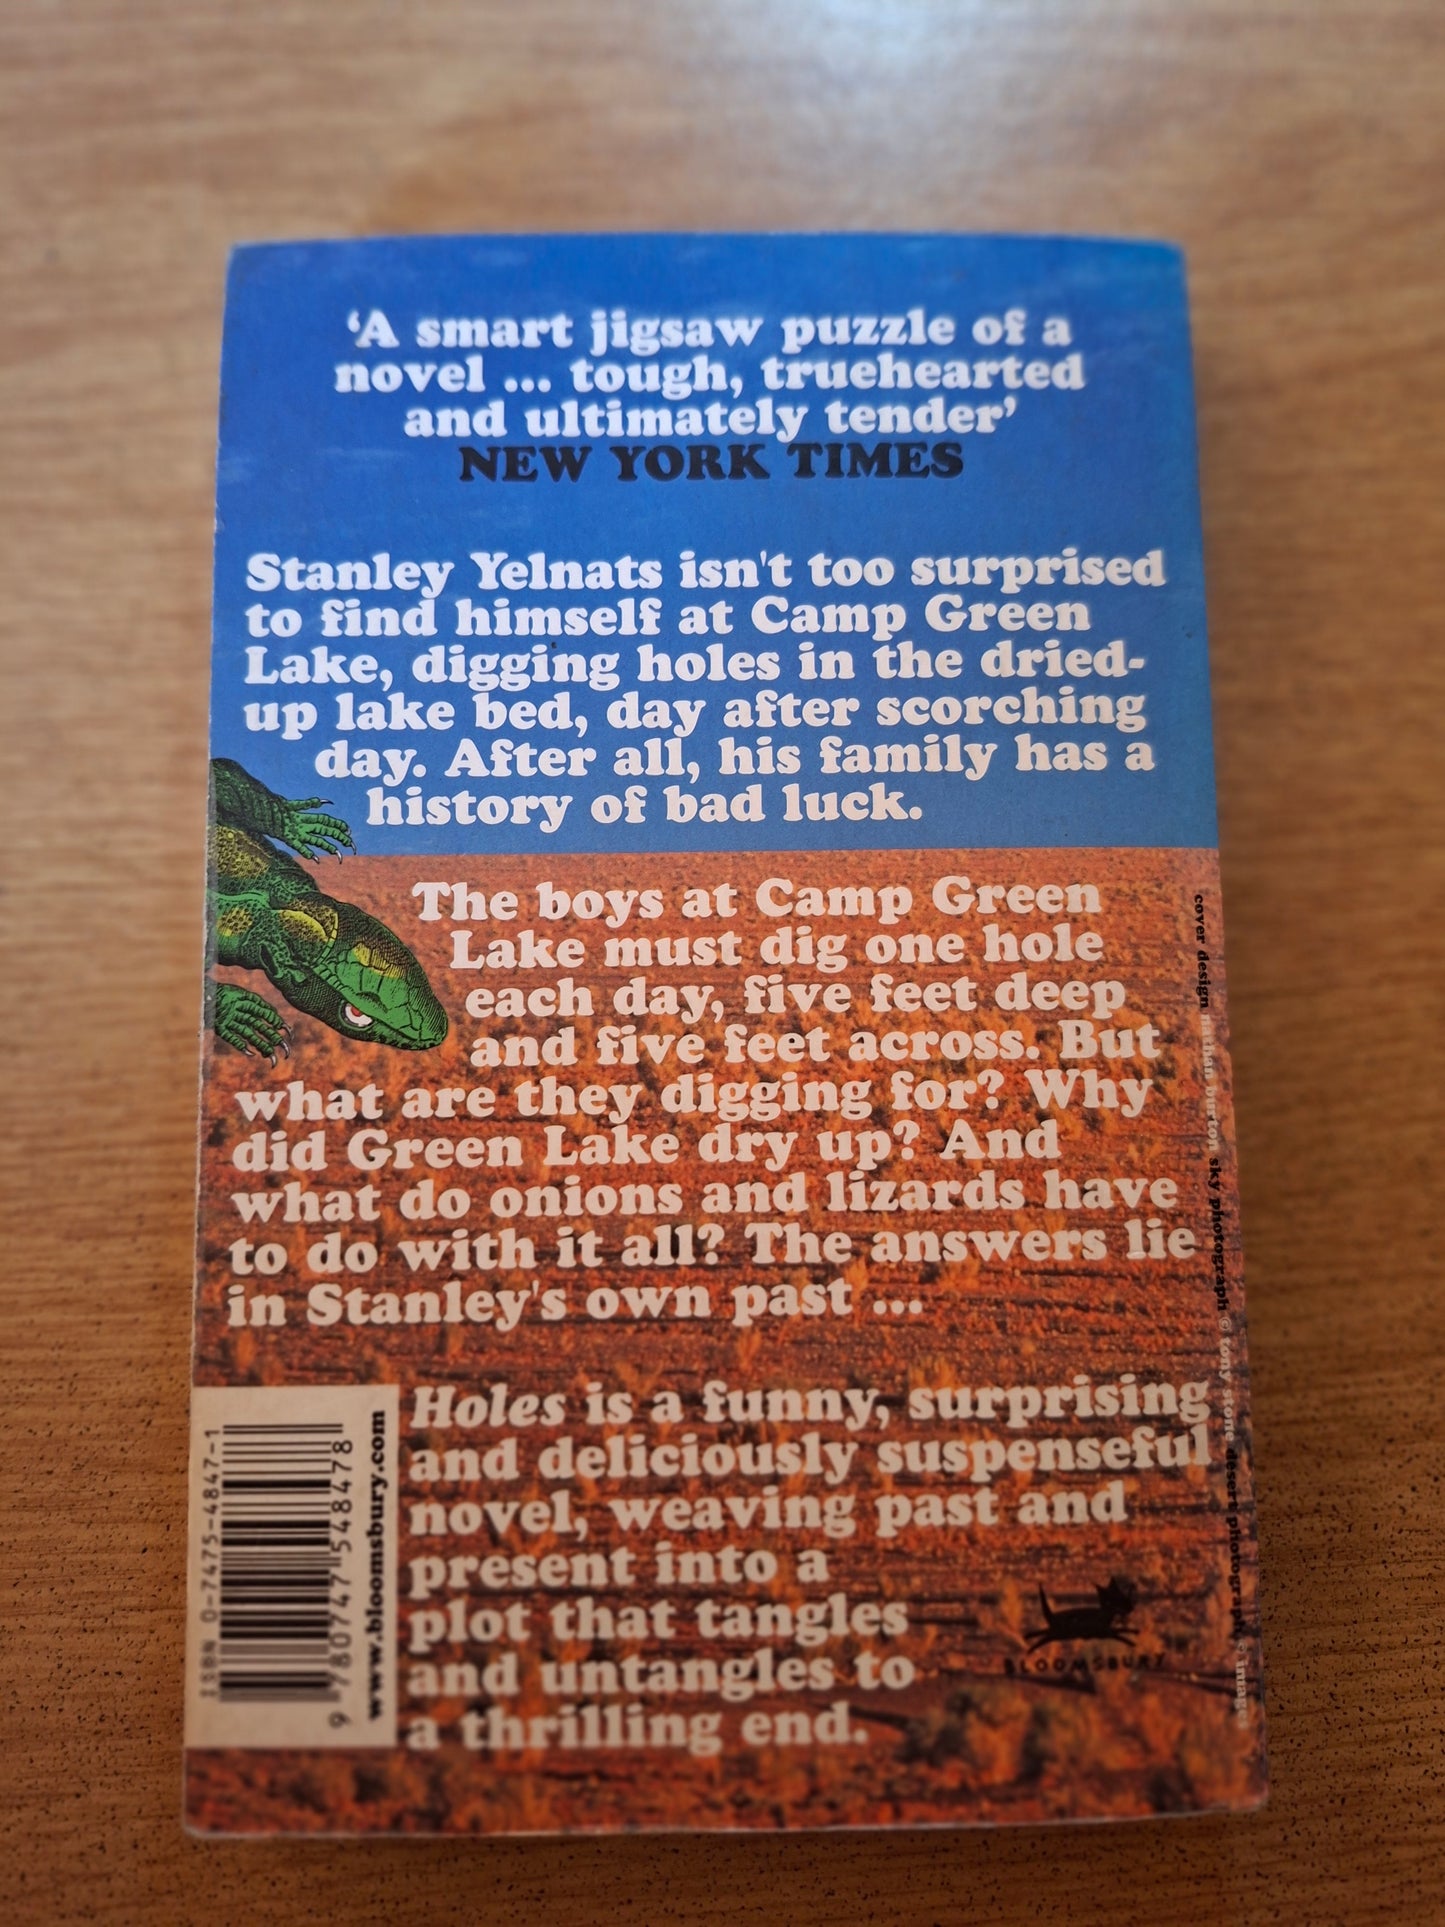 ‘A smart jigsaw puzzle of a
novel ... tough, truehearted
and ultimately tender’
NEW YORK TIMES
Stanley Yelnats isn't too surprised
to find himself at Camp Green
Lake, digging holes in the dried-
up lake bed, day after scorching
day. After all, his family has a
history of bad luck.
The boys at Camp Green
Lake must dig one hole
each day, five feet deep
and five feet across. But
what are they digging for? Why
did Green Lake dry up? And
what do onions and lizards have
to do with it all? The answers lie
in Stanley's own past ...
Holes is a funny, surprising
and deliciously suspenseful
novel, weaving past and
present into a
plot that tangles
and untangles to
a thrilling end.
ISBN 0-7475-4847-1
9 780747 548478
www.bloomsbury.com
BLOOMSBURY
cover design nathan burton sky photograph © tony stone desert photograph © images